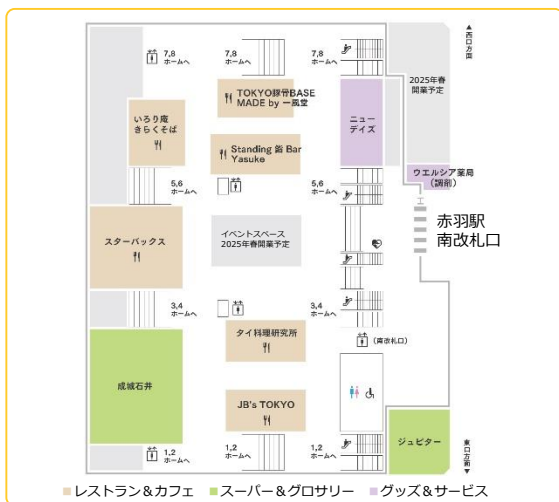 7,8
ホームへ
7,8
ホームへ
7,8
ホームへ
▲西口方面
2025年春
開業予定
TOKYO豚骨BASE
MADE by 一風堂
いろり庵
きらくそば
ニュー
デイズ
Standing 鮨 Bar
Yasuke
ウエルシア薬局
(調剤)
5,6
ホームへ
5,6
ホームへ
赤羽駅
南改札口
スターバックス
イベントスペース
2025年春開業予定
3,4
ホームへ
3,4
ホームへ
タイ料理研究所
(南改札口)
成城石井
JB's TOKYO
ジュピター
東口方面▼
1,2
ホームへ
1,2
ホームへ
1,2
ホームへ
レストラン&カフェ
スーパー&グロサリー
グッズ&サービス